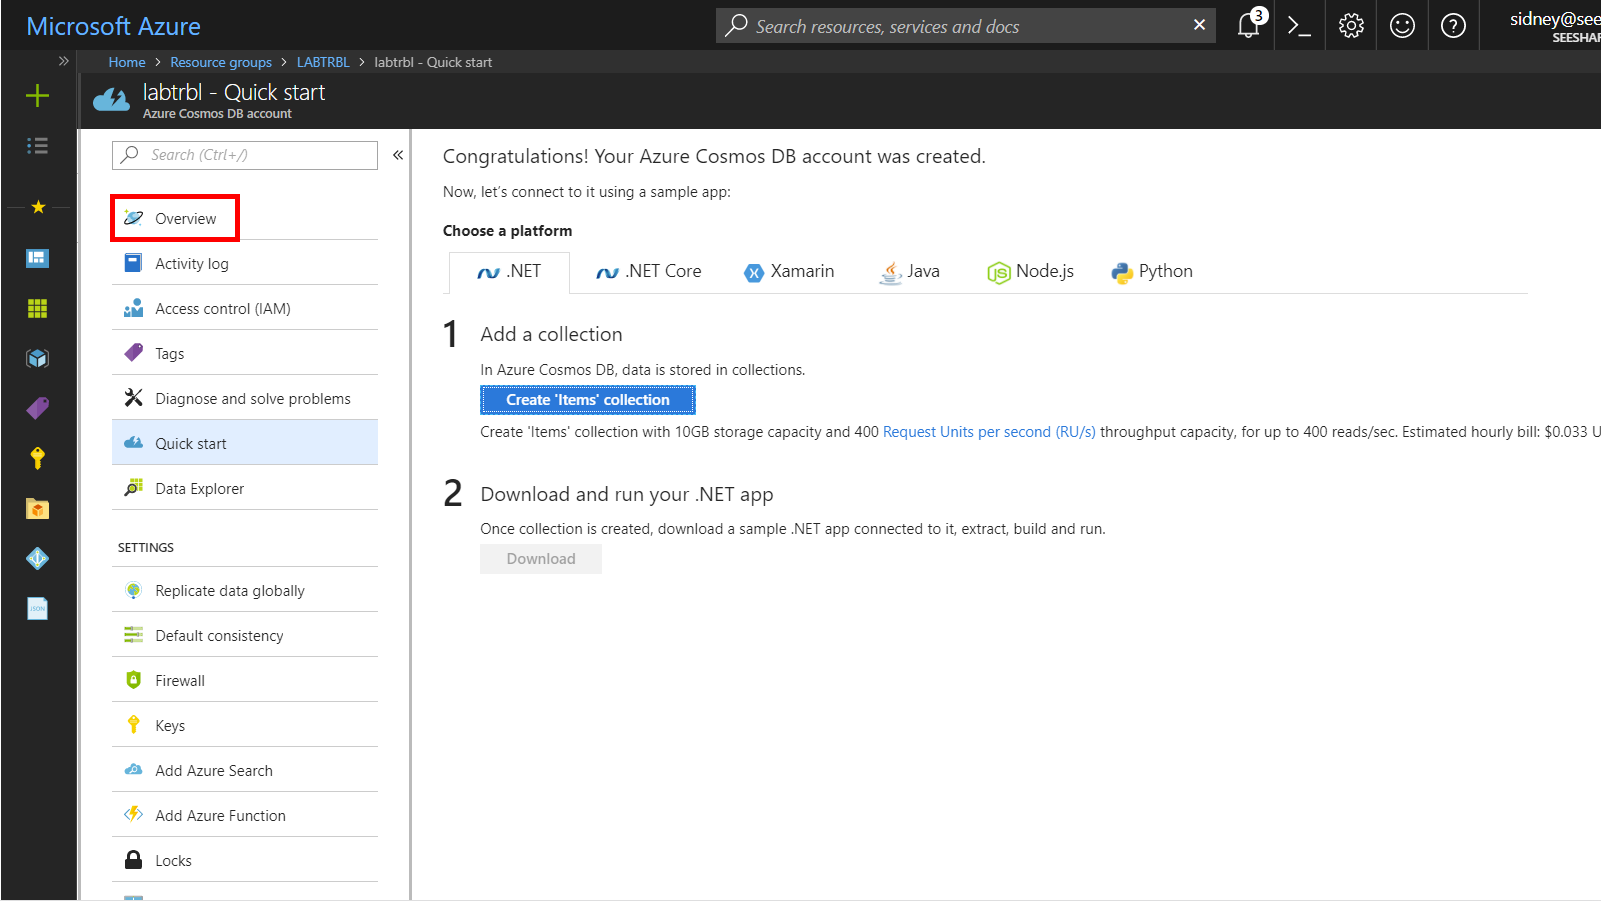 Microsoft Azure
Search resources, services and docs
3
sidney@see
SEESHAR
Home > Resource groups > LABTRBL > labtrbl - Quick start
labtrbl - Quick start
Azure Cosmos DB account
Search (Ctrl+/)
Overview
Activity log
Access control (IAM)
Tags
Diagnose and solve problems
Quick start
Data Explorer
SETTINGS
Replicate data globally
Default consistency
Firewall
Keys
Add Azure Search
Add Azure Function
Locks
JSON
Congratulations! Your Azure Cosmos DB account was created.
Now, let's connect to it using a sample app:
Choose a platform
.NET
.NET Core
Xamarin
Java
Node.js
Python
1 Add a collection
In Azure Cosmos DB, data is stored in collections.
Create 'Items' collection
Create 'Items' collection with 10GB storage capacity and 400 Request Units per second (RU/s) throughput capacity, for up to 400 reads/sec. Estimated hourly bill: $0.033 U
2 Download and run your .NET app
Once collection is created, download a sample .NET app connected to it, extract, build and run.
Download